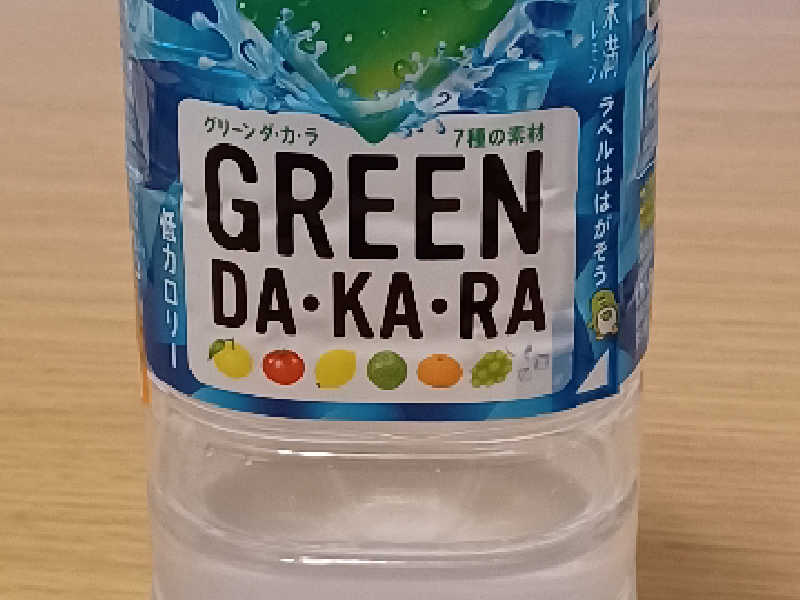 グリーン ダ・カ・ラ
7種の素材
GREEN
DA・KA・RA
低カロリー
ラベルははがそう